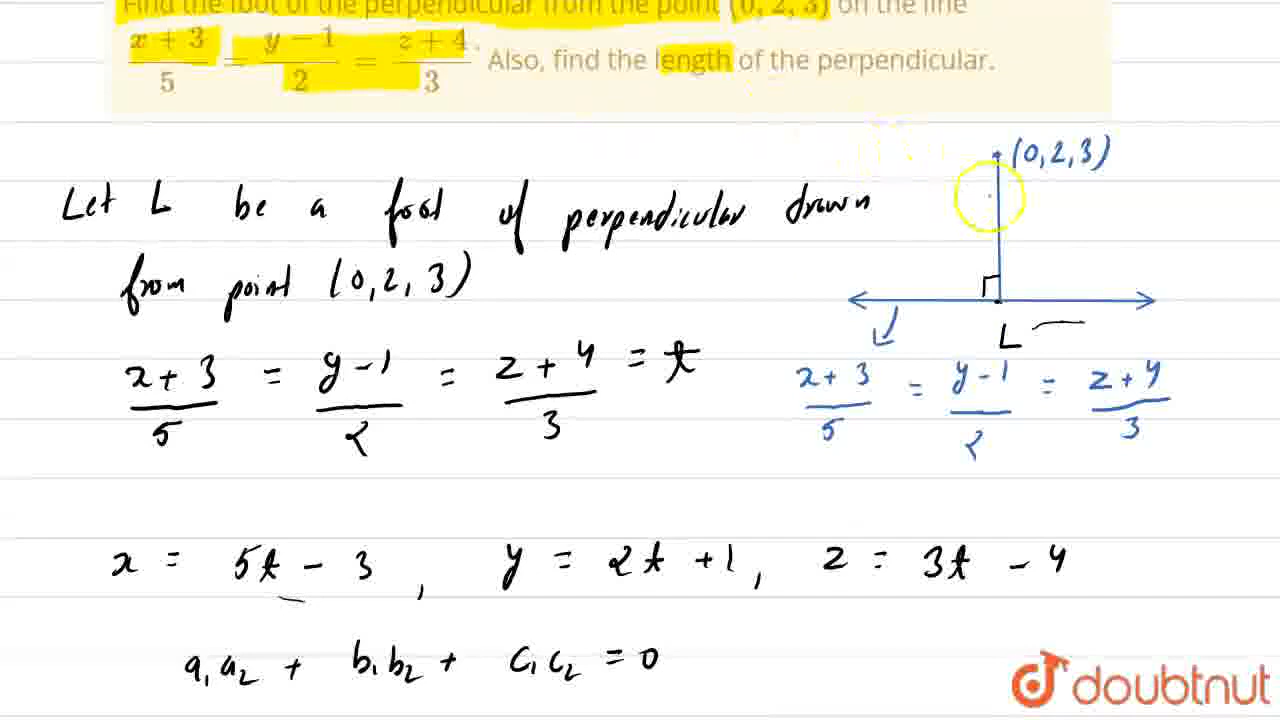 Find the foot of the perpendicular from the point (0, 2, 3) on the line
x + 3 / 5 = y − 1 / 2 = z + 4 / 3 . Also, find the length of the perpendicular.
(0, 2, 3)
Let L be a foot of perpendicular drawn
from point (0, 2, 3)
L
x + 3 / 5 = y - 1 / 2 = z + 4 / 3 = t
x + 3 / 5 = y - 1 / 2 = z + 4 / 3
x = 5t - 3 , y = 2t + 1 , z = 3t - 4
a₁a₂ + b₁b₂ + c₁c₂ = 0
doubtnut